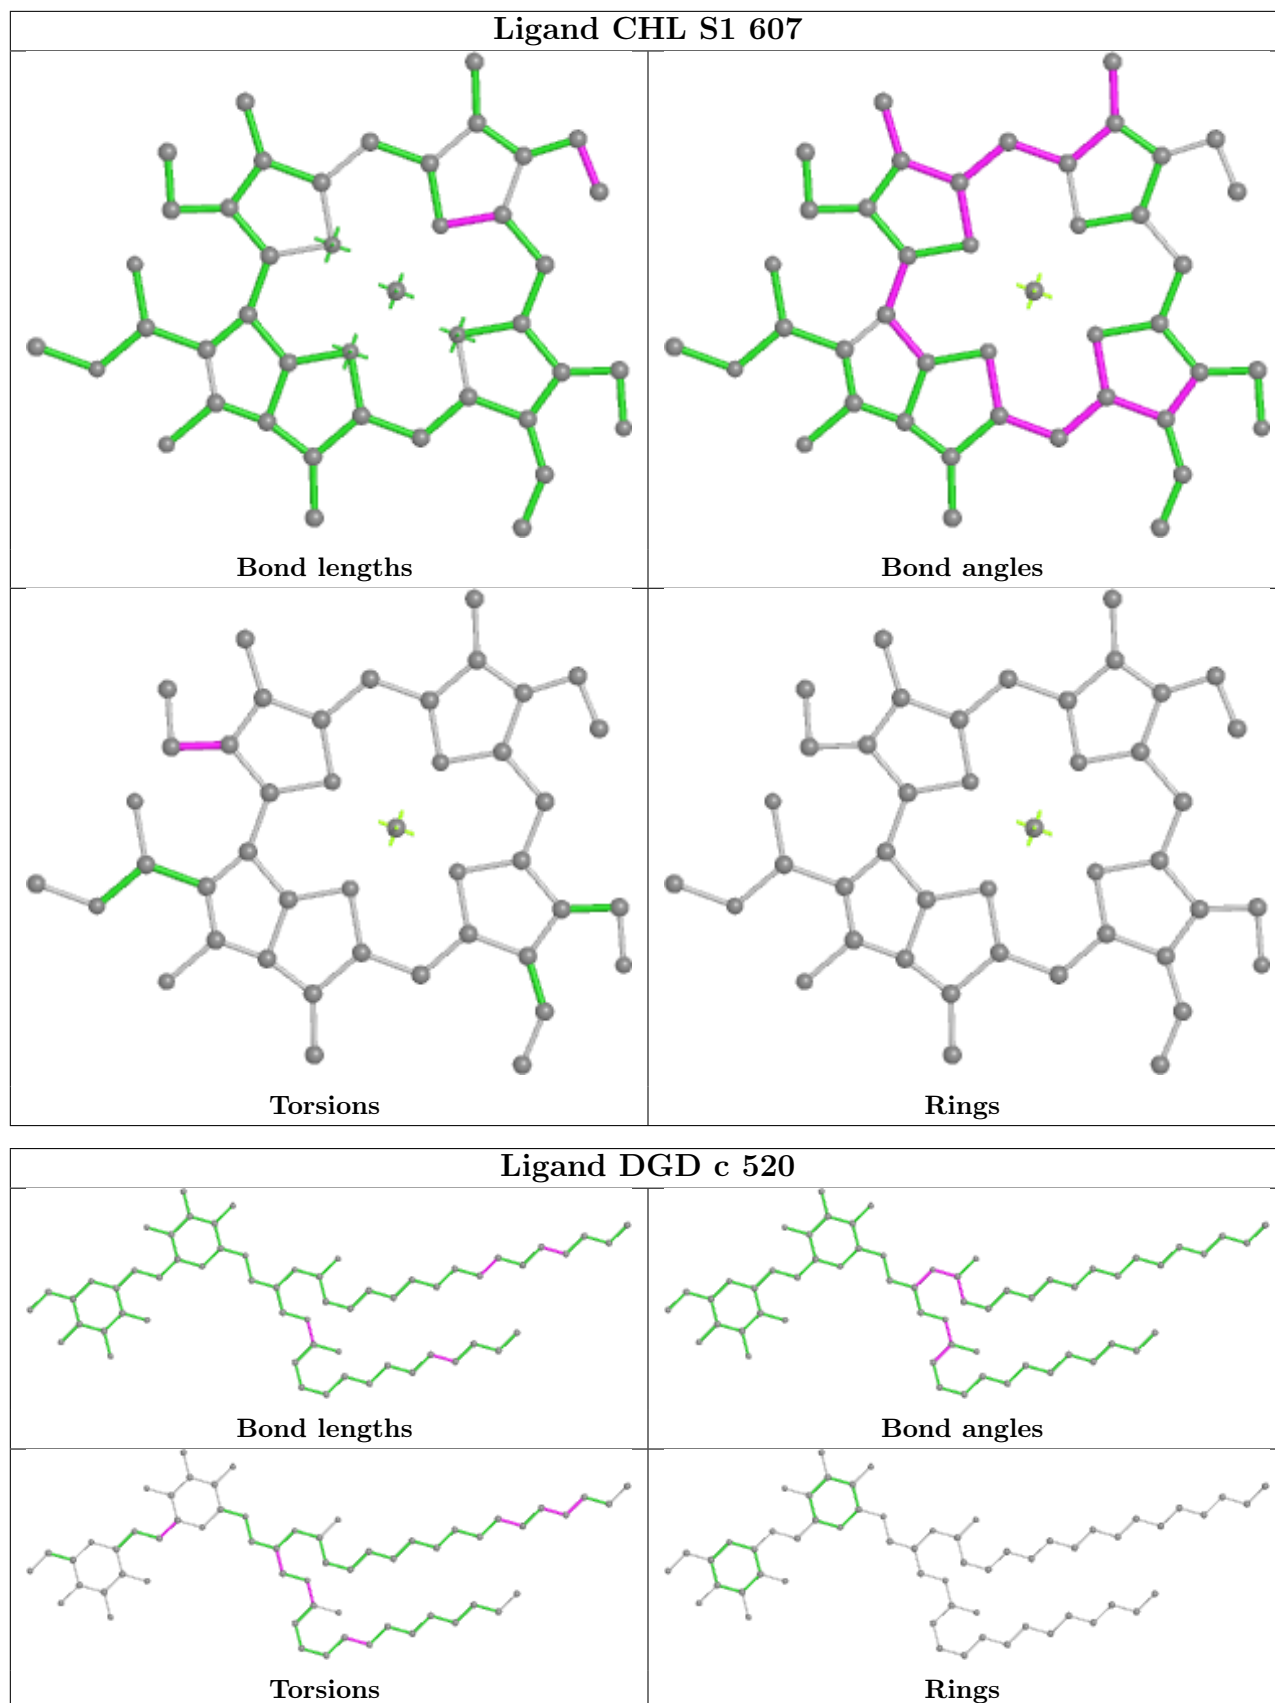 Ligand CHL S1 607
Bond lengths
Bond angles
Torsions
Rings
Ligand DGD c 520
Bond lengths
Bond angles
Torsions
Rings